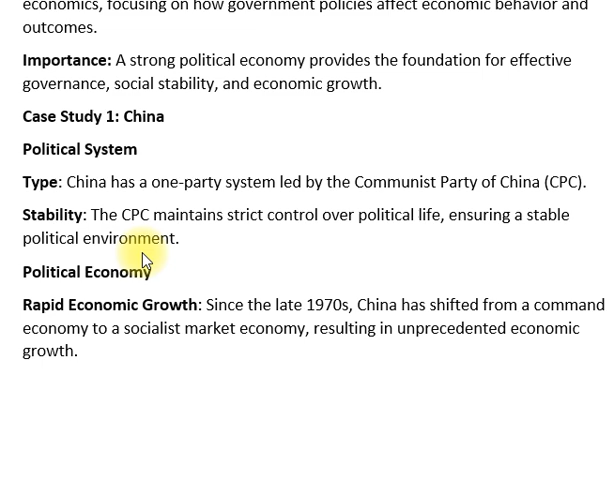 economics, focusing on how government policies affect economic behavior and
outcomes.
Importance: A strong political economy provides the foundation for effective
governance, social stability, and economic growth.
Case Study 1: China
Political System
Type: China has a one-party system led by the Communist Party of China (CPC).
Stability: The CPC maintains strict control over political life, ensuring a stable
political environment.
Political Economy
Rapid Economic Growth: Since the late 1970s, China has shifted from a command
economy to a socialist market economy, resulting in unprecedented economic
growth.